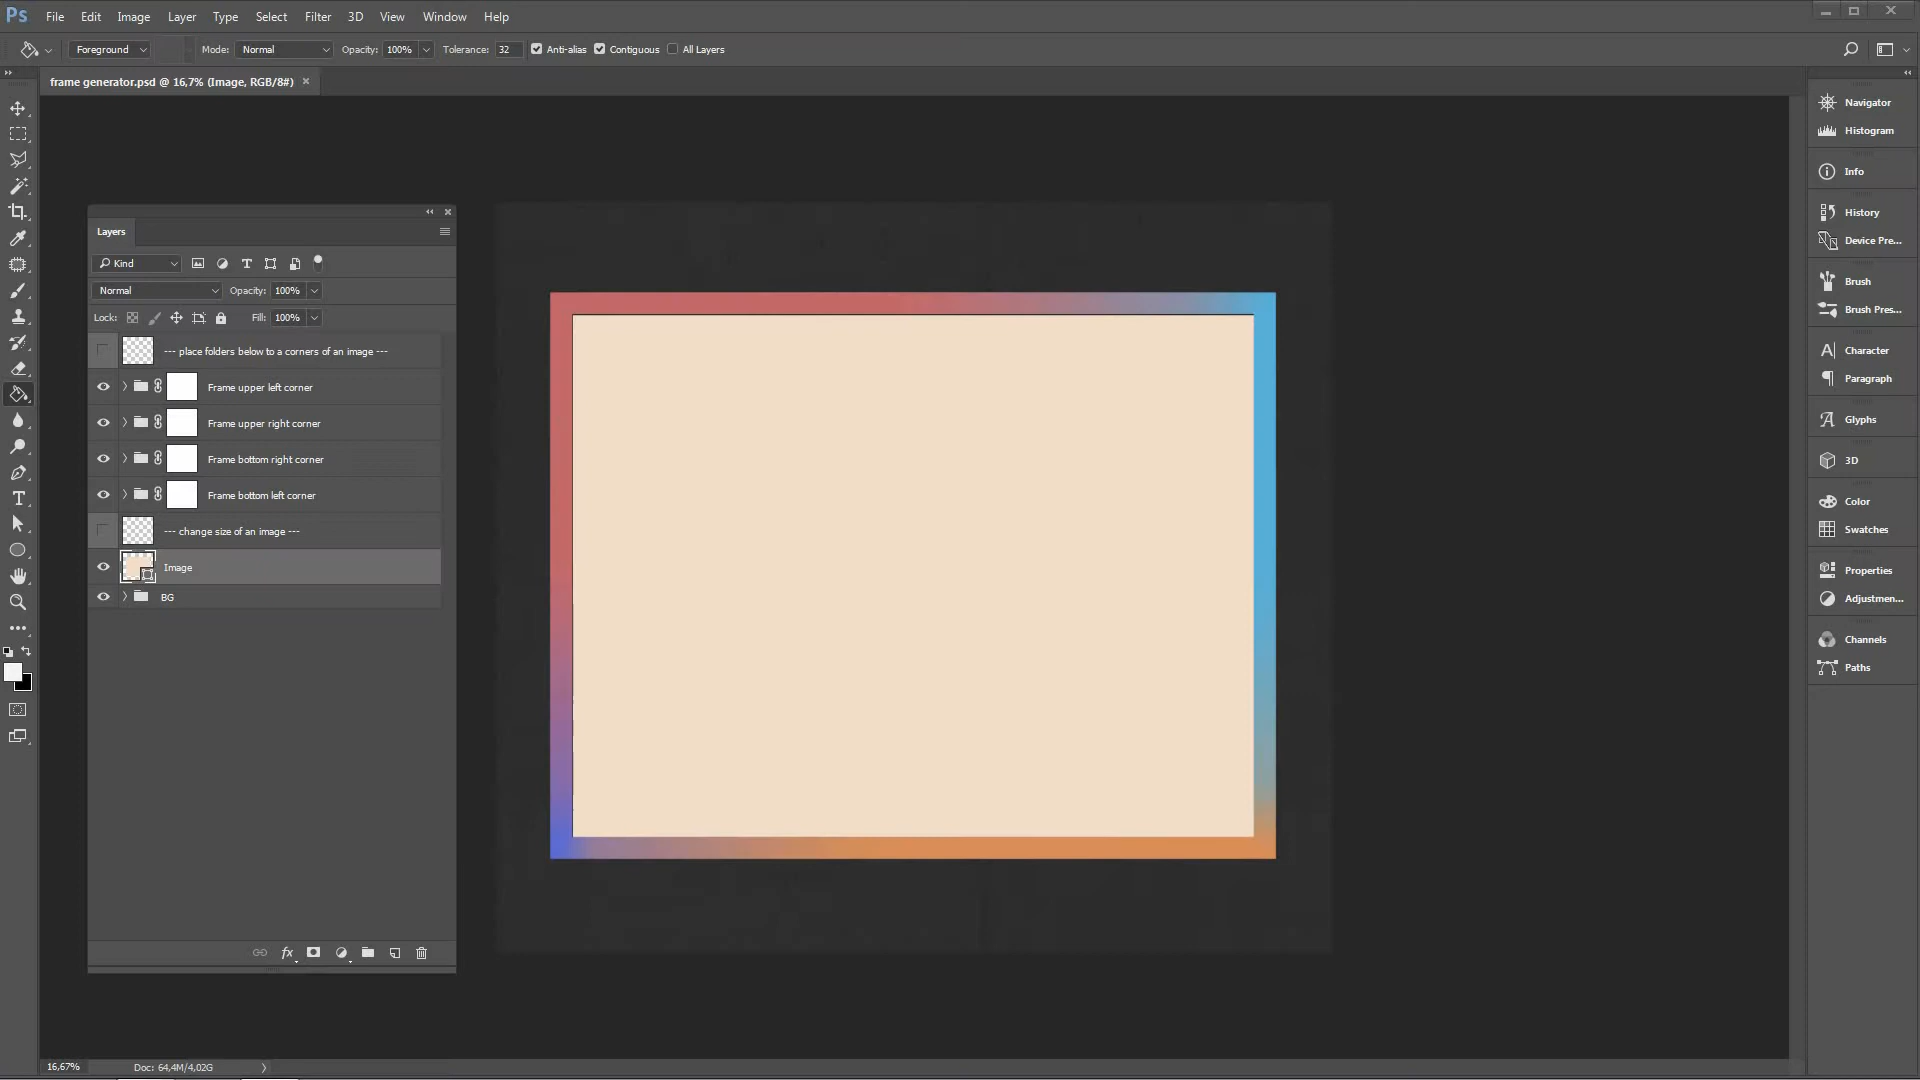 Ps File Edit Image Layer Type Select Filter 3D View Window Help
Foreground Mode: Normal Opacity: 100% Tolerance: 32 Anti-alias Contiguous All Layers
frame generator.psd @ 16,7% (Image, RGB/8#) ×
Layers
Kind
Normal Opacity: 100%
Lock: Fill: 100%
--- place folders below to a corners of an image ---
Frame upper left corner
Frame upper right corner
Frame bottom right corner
Frame bottom left corner
--- change size of an image ---
Image
BG
fx
Navigator
Histogram
Info
History
Device Pre...
Brush
Brush Pres...
Character
Paragraph
Glyphs
3D
Color
Swatches
Properties
Adjustmen...
Channels
Paths
16,67% Doc: 64,4M/4,02G